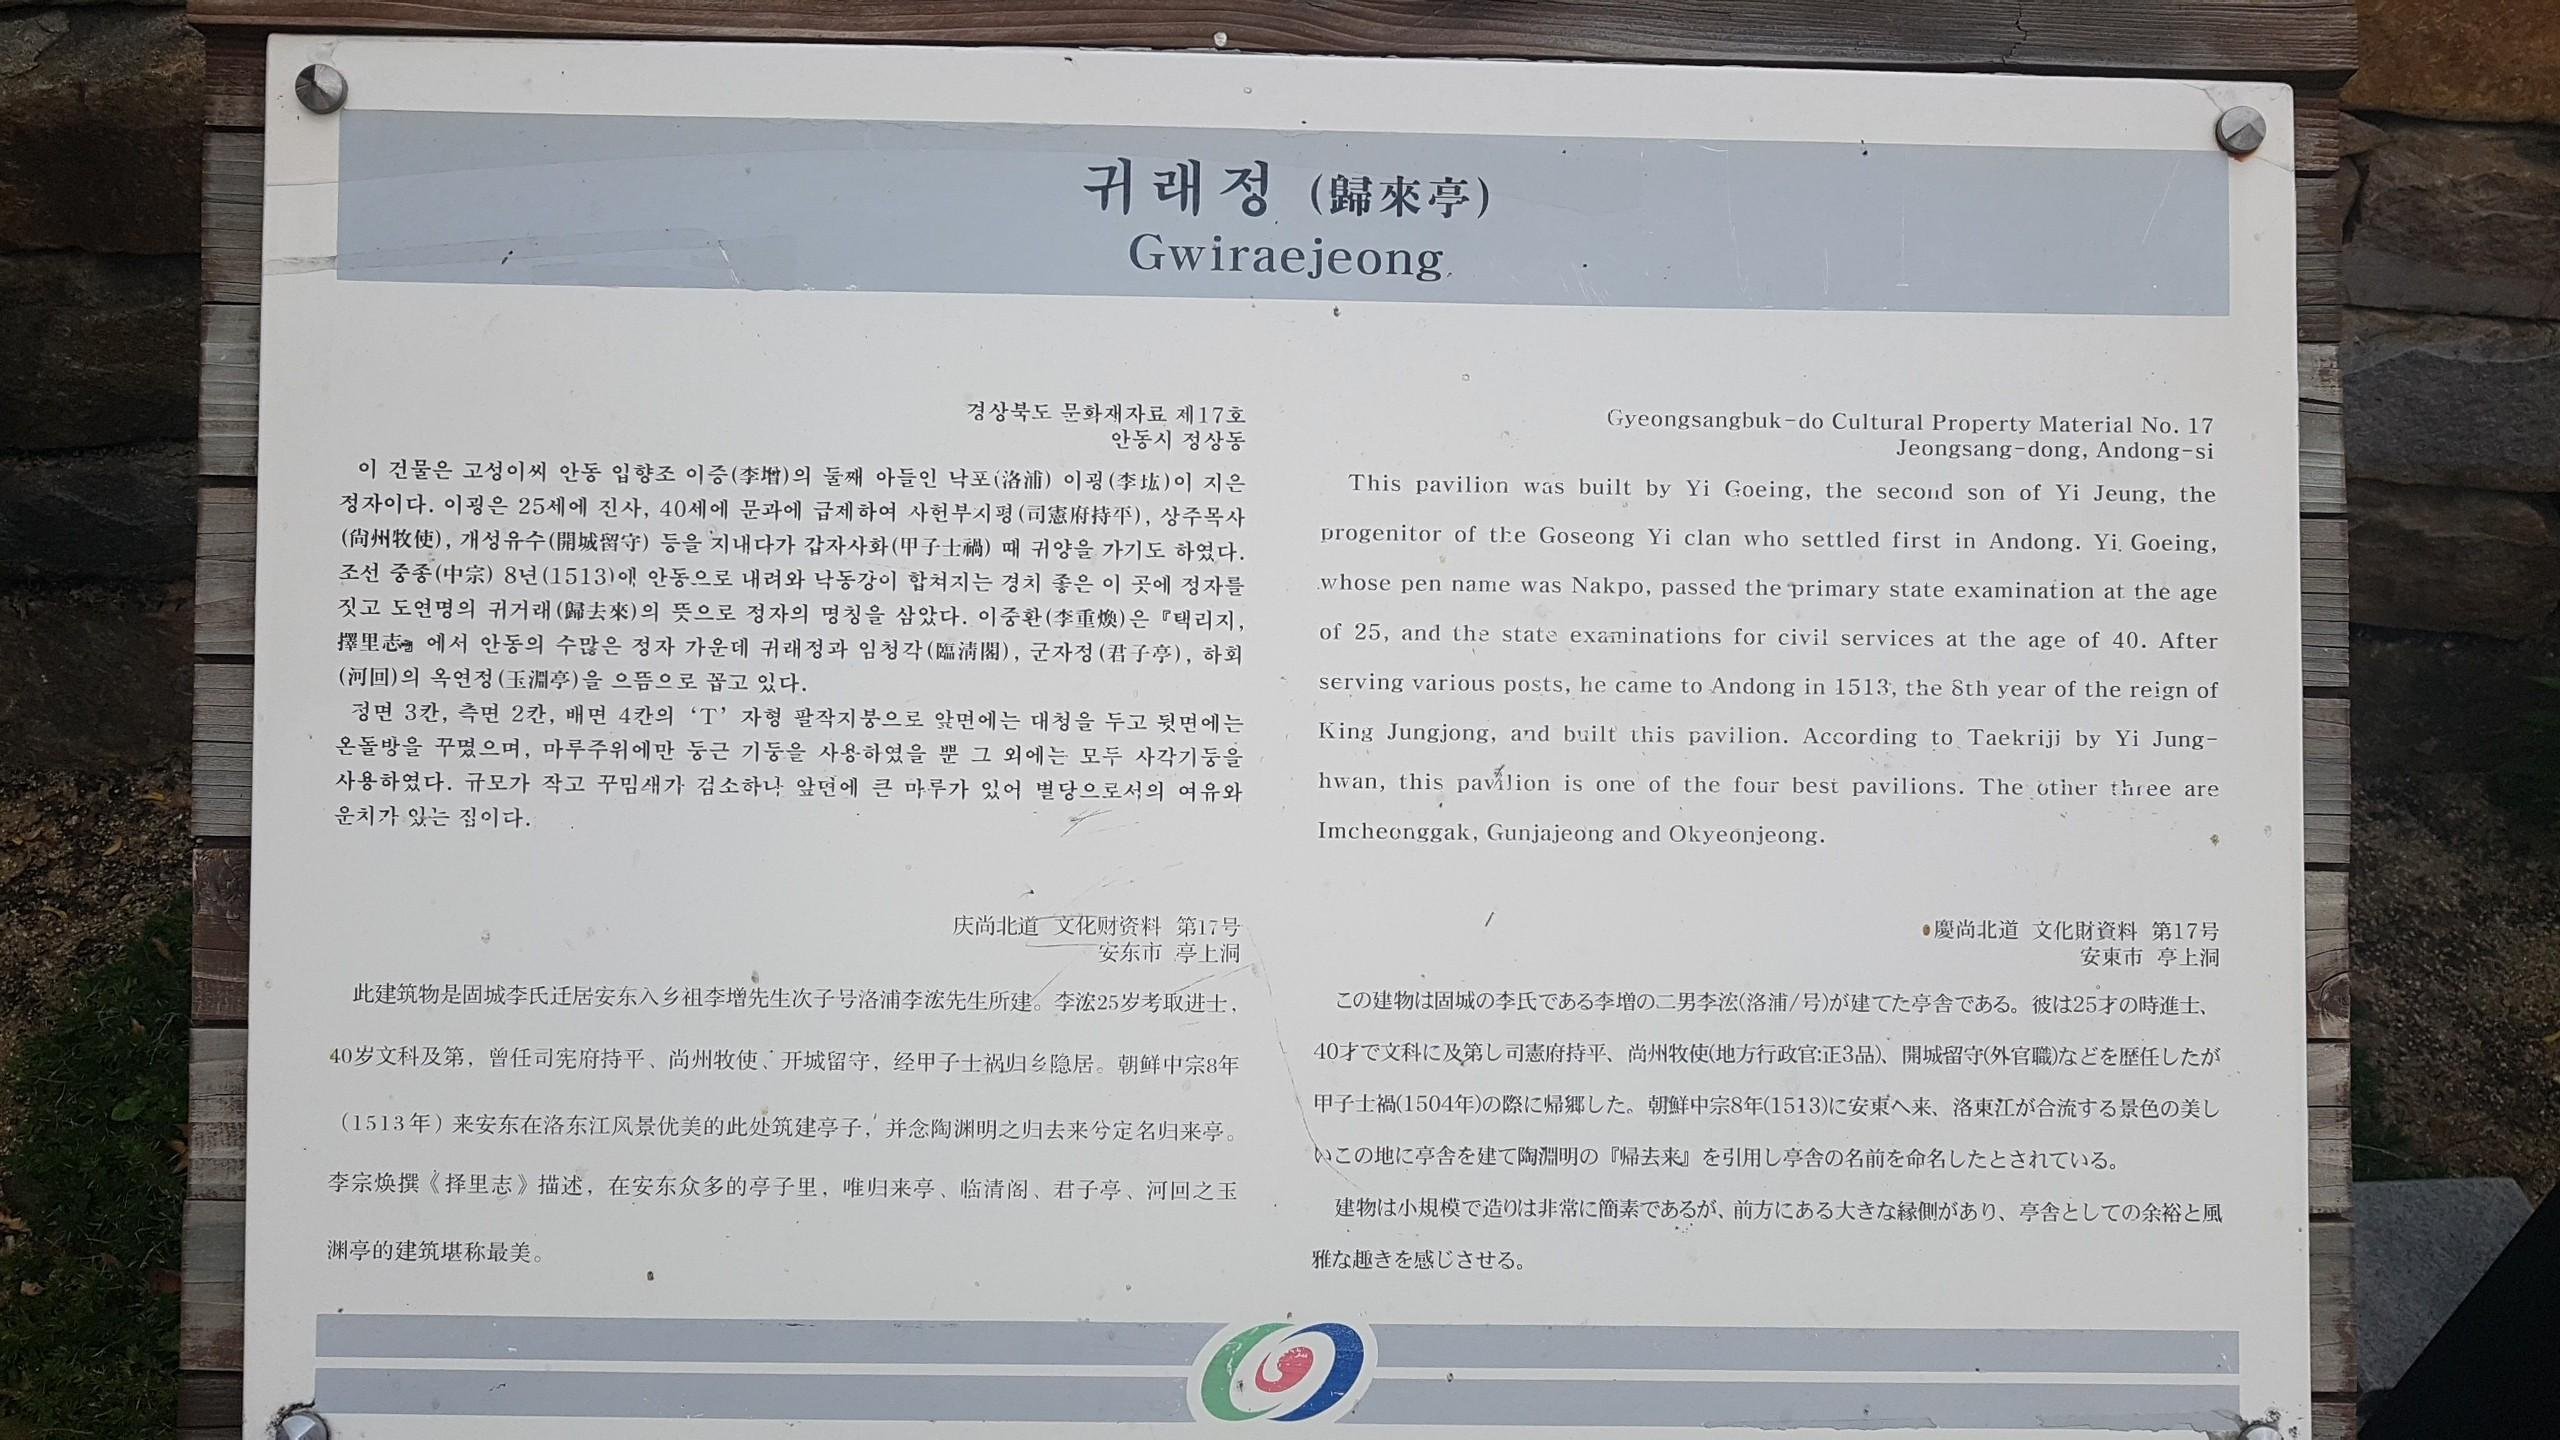 귀래정 (歸來亭)
Gwiraejeong
경상북도 문화재자료 제17호
안동시 정상동
이 건물은 고성이씨 안동 입향조 이증(李增)의 둘째 아들인 낙포(洛浦) 이굉(李浤)이 지은
정자이다. 이굉은 25세에 진사, 40세에 문과에 급제하여 사헌부시평(司憲府持平), 상주목사
(尙州牧使), 개성유수(開城留守) 등을 지내다가 갑자사화(甲子士禍) 때 귀양을 가기도 하였다.
조선 중종(中宗) 8년(1513)에 안동으로 내려와 낙동강이 합쳐지는 경치 좋은 이 곳에 정자를
짓고 도연명의 귀거래(歸去來)의 뜻으로 정자의 명칭을 삼았다. 이중환(李重煥)은 『택리지,
擇里志』에서 안동의 수많은 정자 가운데 귀래정과 임청각(臨淸閣), 군자정(君子亭), 하회
(河回)의 옥연정(玉淵亭)을 으뜸으로 꼽고 있다.
정면 3칸, 측면 2칸, 배면 4칸의 ‘T’ 자형 팔작지붕으로 앞면에는 대청을 두고 뒷면에는
온돌방을 꾸몄으며, 마루주위에만 둥근 기둥을 사용하였을 뿐 그 외에는 모두 사각기둥을
사용하였다. 규모가 작고 꾸밈새가 검소하나 앞면에 큰 마루가 있어 별당으로서의 여유와
운치가 있는 집이다.
Gyeongsangbuk-do Cultural Property Material No. 17
Jeongsang-dong, Andong-si
This pavilion was built by Yi Goeing, the second son of Yi Jeung, the
progenitor of the Goseong Yi clan who settled first in Andong. Yi Goeing,
whose pen name was Nakpo, passed the primary state examination at the age
of 25, and the state examinations for civil services at the age of 40. After
serving various posts, he came to Andong in 1513, the 8th year of the reign of
King Jungjong, and built this pavilion. According to Taekriji by Yi Jung-
hwan, this pavilion is one of the four best pavilions. The other three are
Imcheonggak, Gunjajeong and Okyeonjeong.
庆尚北道 文化财资料 第17号
安东市 亭上洞
此建筑物是固城李氏迁居安东入乡祖李增先生次子号洛浦李浤先生所建。李浤25岁考取进士,
40岁文科及第, 曾任司宪府持平、尚州牧使、开城留守, 经甲子士祸归乡隐居。朝鲜中宗8年
(1513年) 来安东在洛东江风景优美的此处筑建亭子, 并念陶渊明之归去来兮定名归来亭。
李宗焕撰《择里志》描述, 在安东众多的亭子里, 唯归来亭、临清阁、君子亭、河回之玉
渊亭的建筑堪称最美。
慶尚北道 文化財資料 第17号
安東市 亭上洞
この建物は固城の李氏である李増の二男李浤(洛浦/号)が建てた亭舎である。彼は25才の時進士、
40才で文科に及第し司憲府持平、尚州牧使(地方行政官:正3品)、開城留守(外官職)などを歴任したが
甲子士禍(1504年)の際に帰郷した。朝鮮中宗8年(1513)に安東へ来、洛東江が合流する景色の美し
いこの地に亭舎を建て陶淵明の『帰去来』を引用し亭舎の名前を命名したとされている。
建物は小規模で造りは非常に簡素であるが、前方にある大きな縁側があり、亭舎としての余裕と風
雅な趣きを感じさせる。